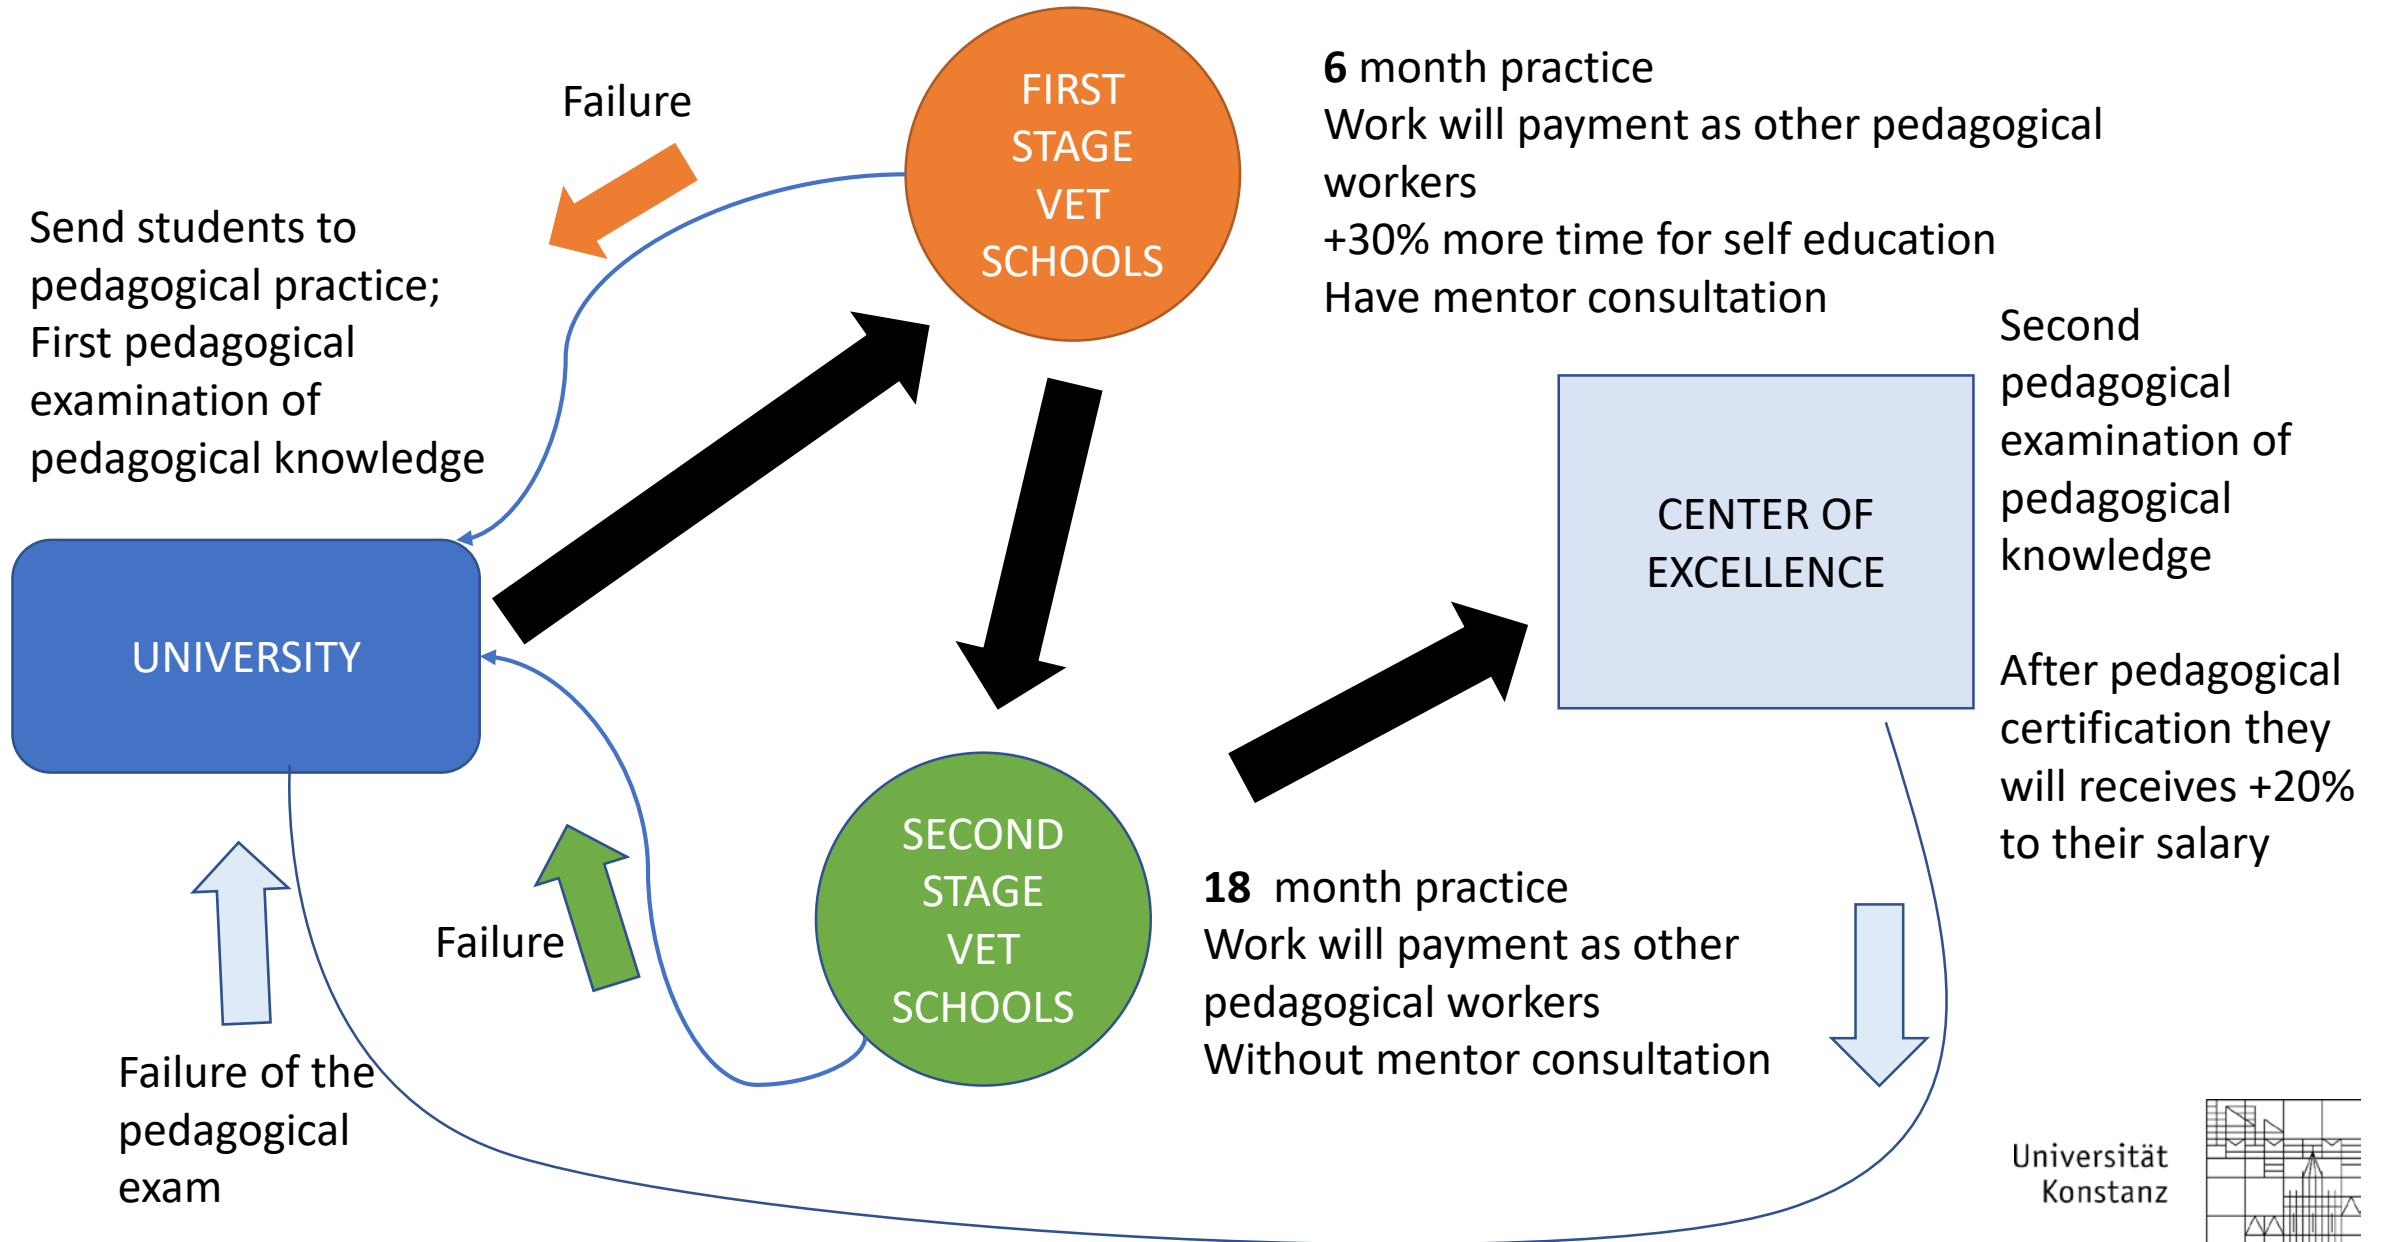 Failure
FIRST
STAGE
VET
SCHOOLS
6 month practice
Work will payment as other pedagogical
workers
+30% more time for self education
Have mentor consultation
Send students to
pedagogical practice;
First pedagogical
examination of
pedagogical knowledge
Second
pedagogical
examination of
pedagogical
knowledge
CENTER OF
EXCELLENCE
UNIVERSITY
After pedagogical
certification they
will receives +20%
to their salary
SECOND
STAGE
VET
SCHOOLS
18 month practice
Work will payment as other
pedagogical workers
Without mentor consultation
Failure
Failure of the
pedagogical
exam
Universität
Konstanz